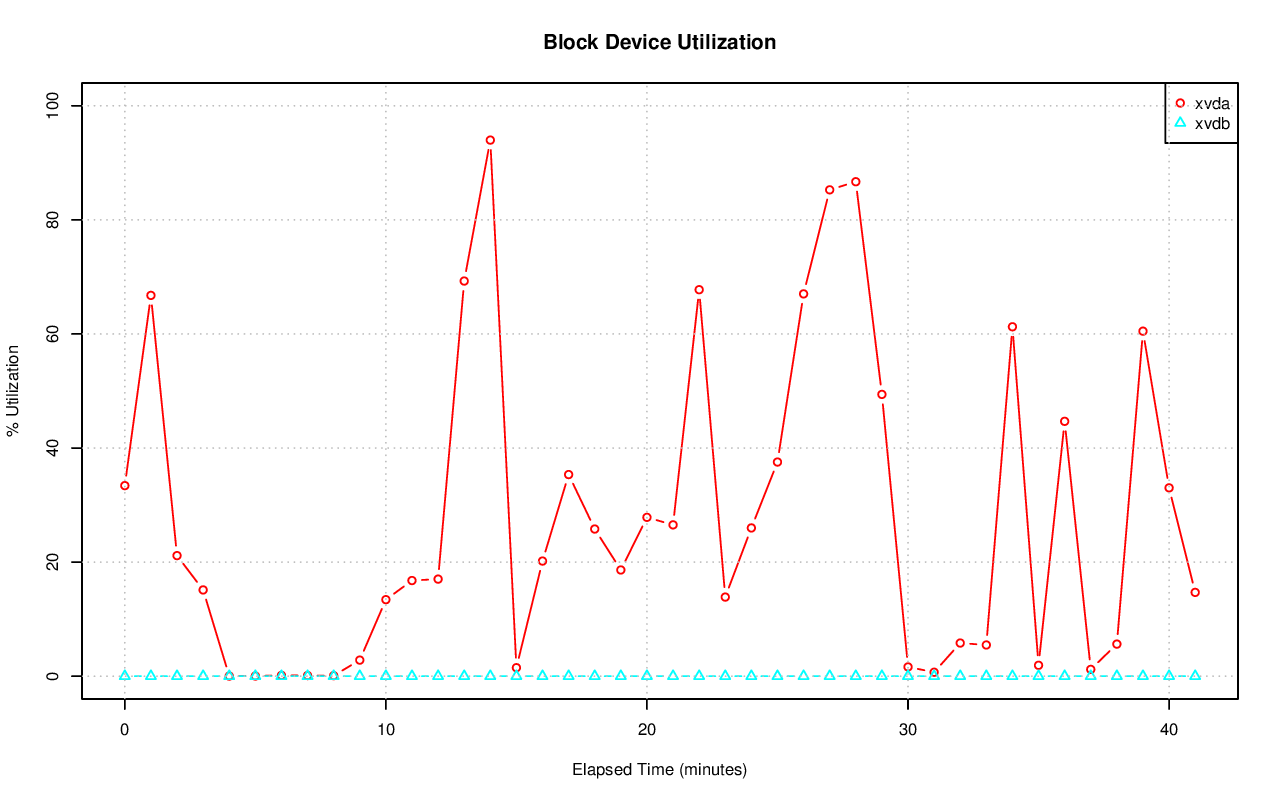 Block Device Utilization
xvda
xvdb
% Utilization
100
80
60
40
20
0
0 10 20 30 40
Elapsed Time (minutes)